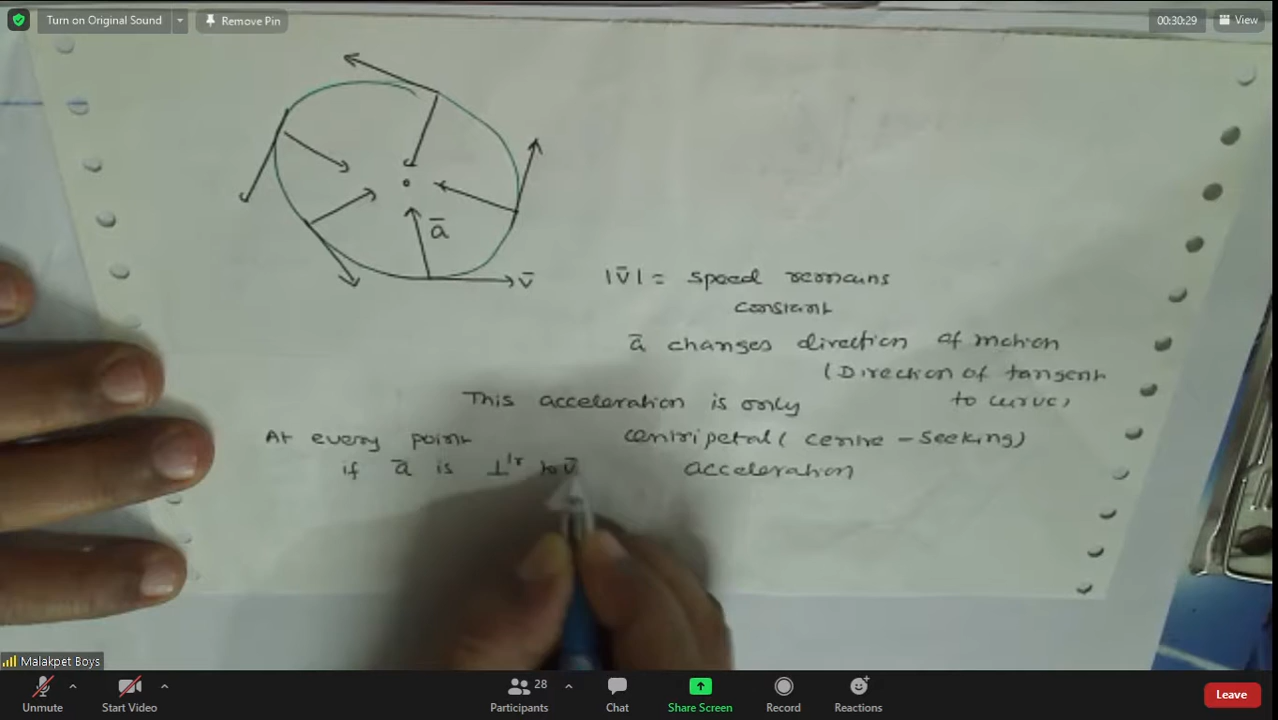 Turn on Original Sound
Remove Pin
00:30:29
View
ā
v̄
|v̄| = speed remains
constant
ā changes direction of motion
(Direction of tangent
to curve)
This acceleration is only
centripetal (centre - seeking)
acceleration
At every point
if ā is ⊥'r to v̄
Malakpet Boys
Unmute
Start Video
28
Participants
Chat
Share Screen
Record
Reactions
Leave